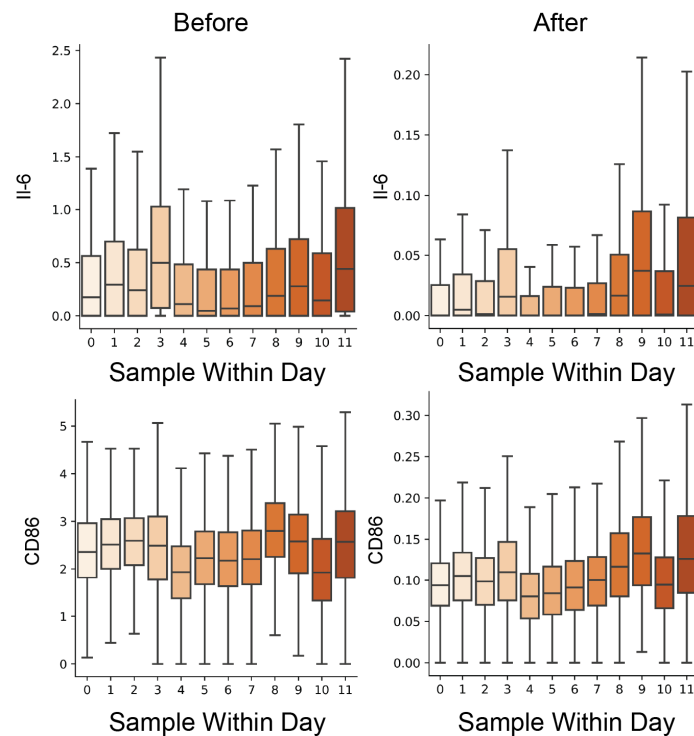 Before
After
2.5
2.0
1.5
1.0
0.5
0.0
Il-6
0 1 2 3 4 5 6 7 8 9 10 11
Sample Within Day
0.20
0.15
0.10
0.05
0.00
Il-6
0 1 2 3 4 5 6 7 8 9 10 11
Sample Within Day
5
4
3
2
1
0
CD86
0 1 2 3 4 5 6 7 8 9 10 11
Sample Within Day
0.30
0.25
0.20
0.15
0.10
0.05
0.00
CD86
0 1 2 3 4 5 6 7 8 9 10 11
Sample Within Day